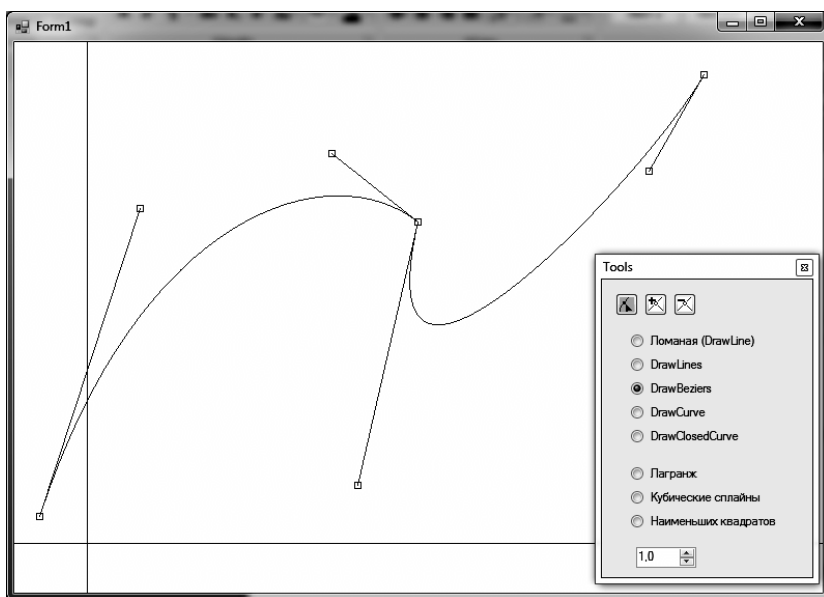 Form1
Tools
Ломаная (DrawLine)
DrawLines
DrawBeziers
DrawCurve
DrawClosedCurve
Лагранж
Кубические сплайны
Наименьших квадратов
1,0